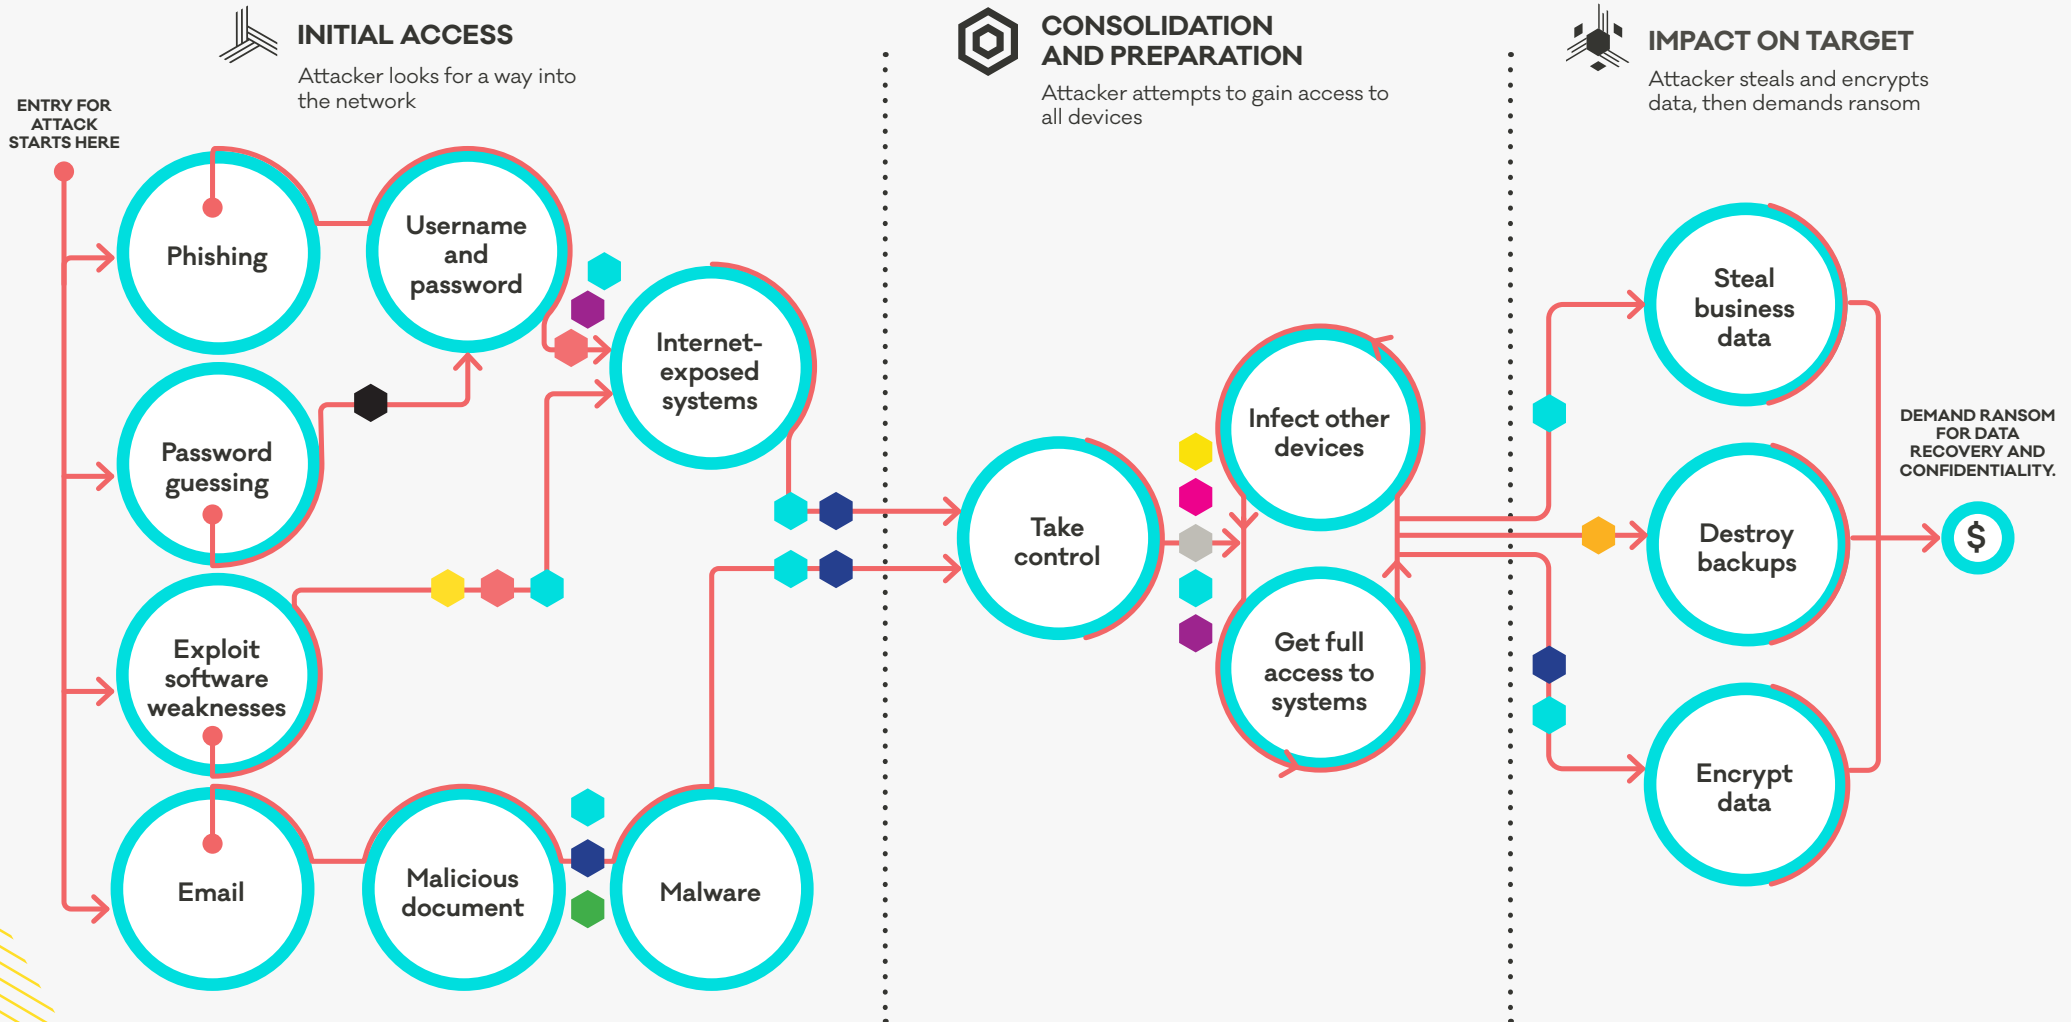 INITIAL ACCESS
Attacker looks for a way into
the network
CONSOLIDATION
AND PREPARATION
Attacker attempts to gain access to
all devices
IMPACT ON TARGET
Attacker steals and encrypts
data, then demands ransom
ENTRY FOR
ATTACK
STARTS HERE
Phishing
Username
and
password
Password
guessing
Internet-
exposed
systems
Exploit
software
weaknesses
Email
Malicious
document
Malware
Take
control
Infect other
devices
Get full
access to
systems
Steal
business
data
Destroy
backups
Encrypt
data
DEMAND RANSOM
FOR DATA
RECOVERY AND
CONFIDENTIALITY.
$